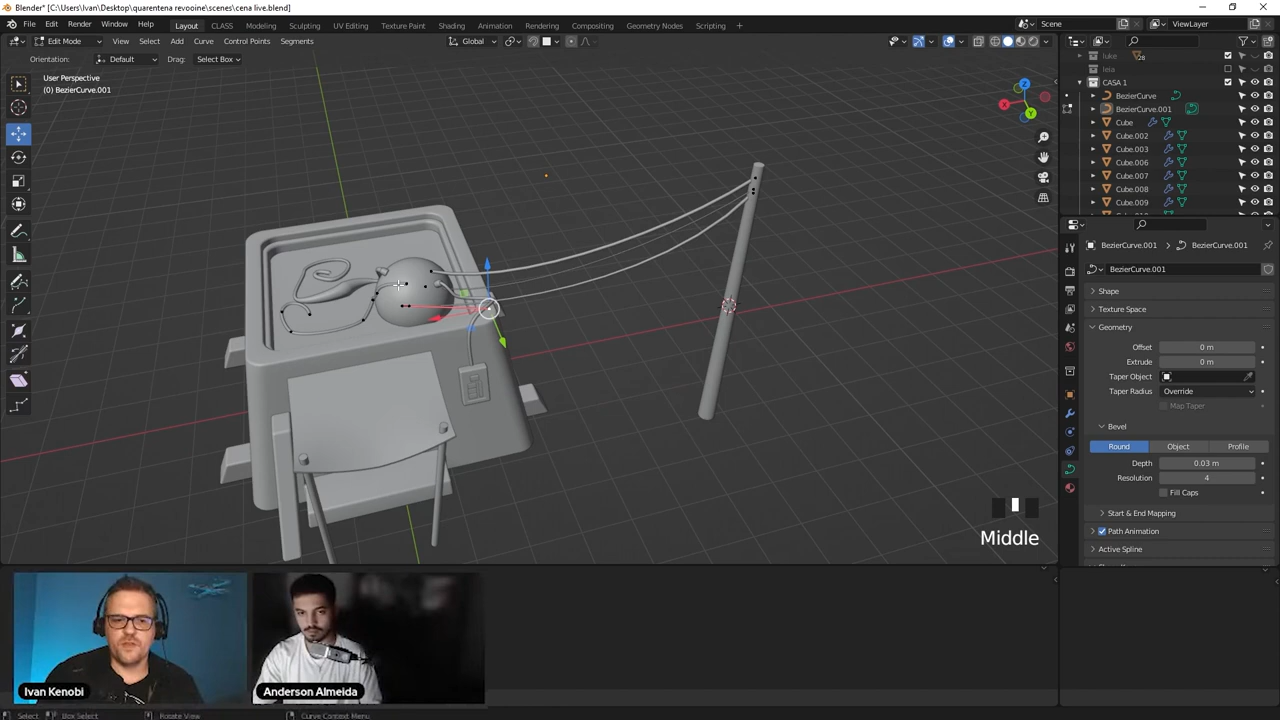 Blender* [C:\Users\Ivan\Desktop\quarentena revooine\scenes\cena live.blend]
File Edit Render Window Help
Layout CLASS Modeling Sculpting UV Editing Texture Paint Shading Animation Rendering Compositing Geometry Nodes Scripting +
Scene
ViewLayer
Edit Mode
View Select Add Curve Control Points Segments
Global
Orientation: Default Drag: Select Box
User Perspective
(0) BezierCurve.001
X
Y
Z
luke
28
leia
CASA 1
BezierCurve
BezierCurve.001
Cube
Cube.002
Cube.003
Cube.006
Cube.007
Cube.008
Cube.009
BezierCurve.001 BezierCurve.001
BezierCurve.001
Shape
Texture Space
Geometry
Offset 0 m
Extrude 0 m
Taper Object
Taper Radius Override
Map Taper
Bevel
Round Object Profile
Depth 0.03 m
Resolution 4
Fill Caps
Start & End Mapping
Path Animation
Active Spline
Middle
Ivan Kenobi
Anderson Almeida
Select Box Select Rotate View Curve Context Menu